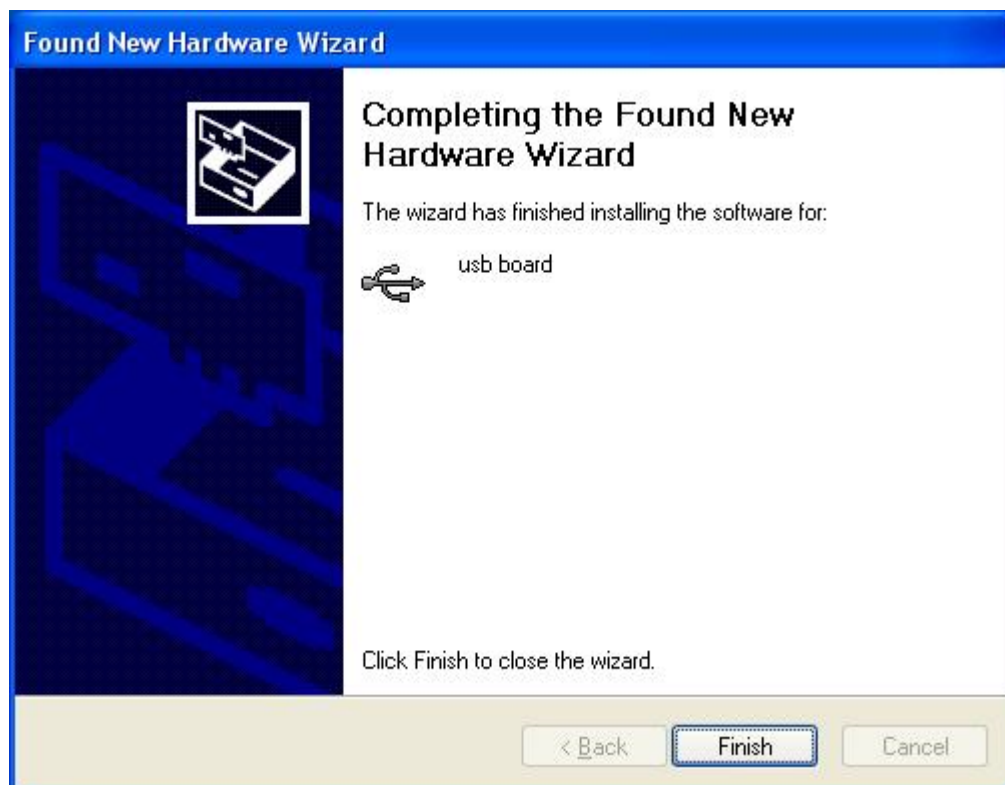 Found New Hardware Wizard
Completing the Found New
Hardware Wizard
The wizard has finished installing the software for:
usb board
Click Finish to close the wizard.
< Back
Finish
Cancel